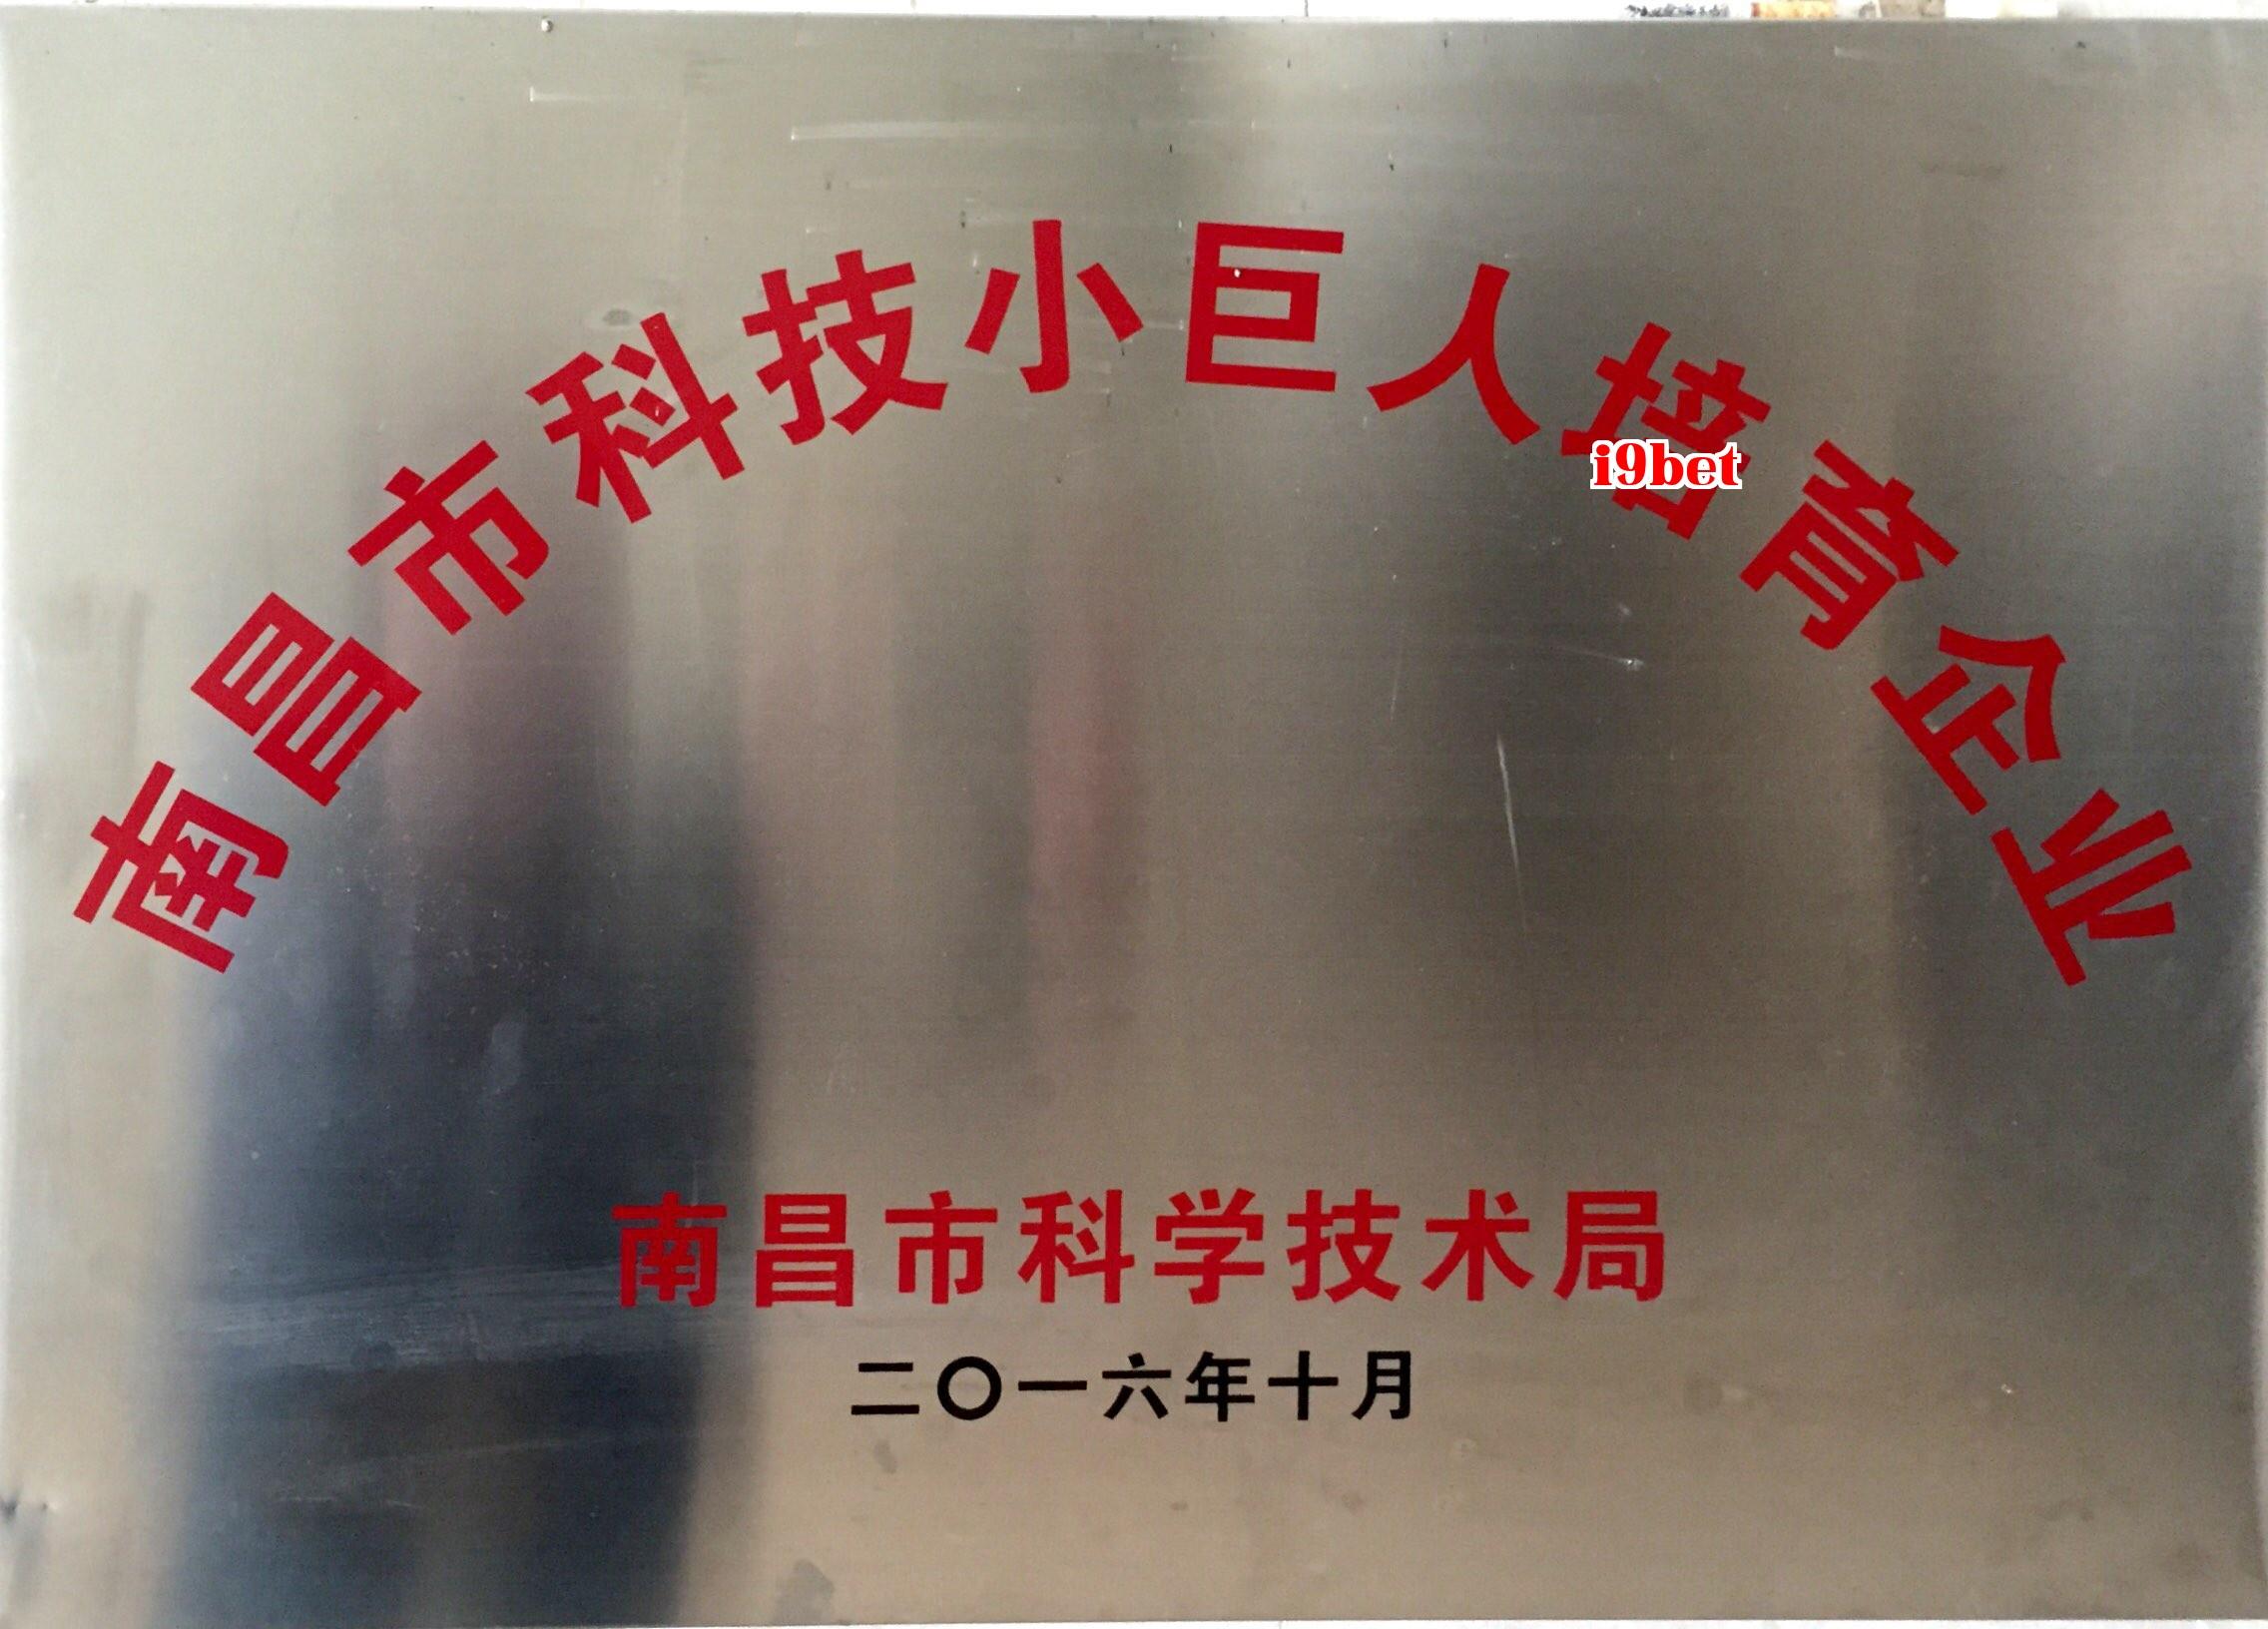 南昌市科技小巨人培育企业
i9bet
南昌市科学技术局
二〇一六年十月